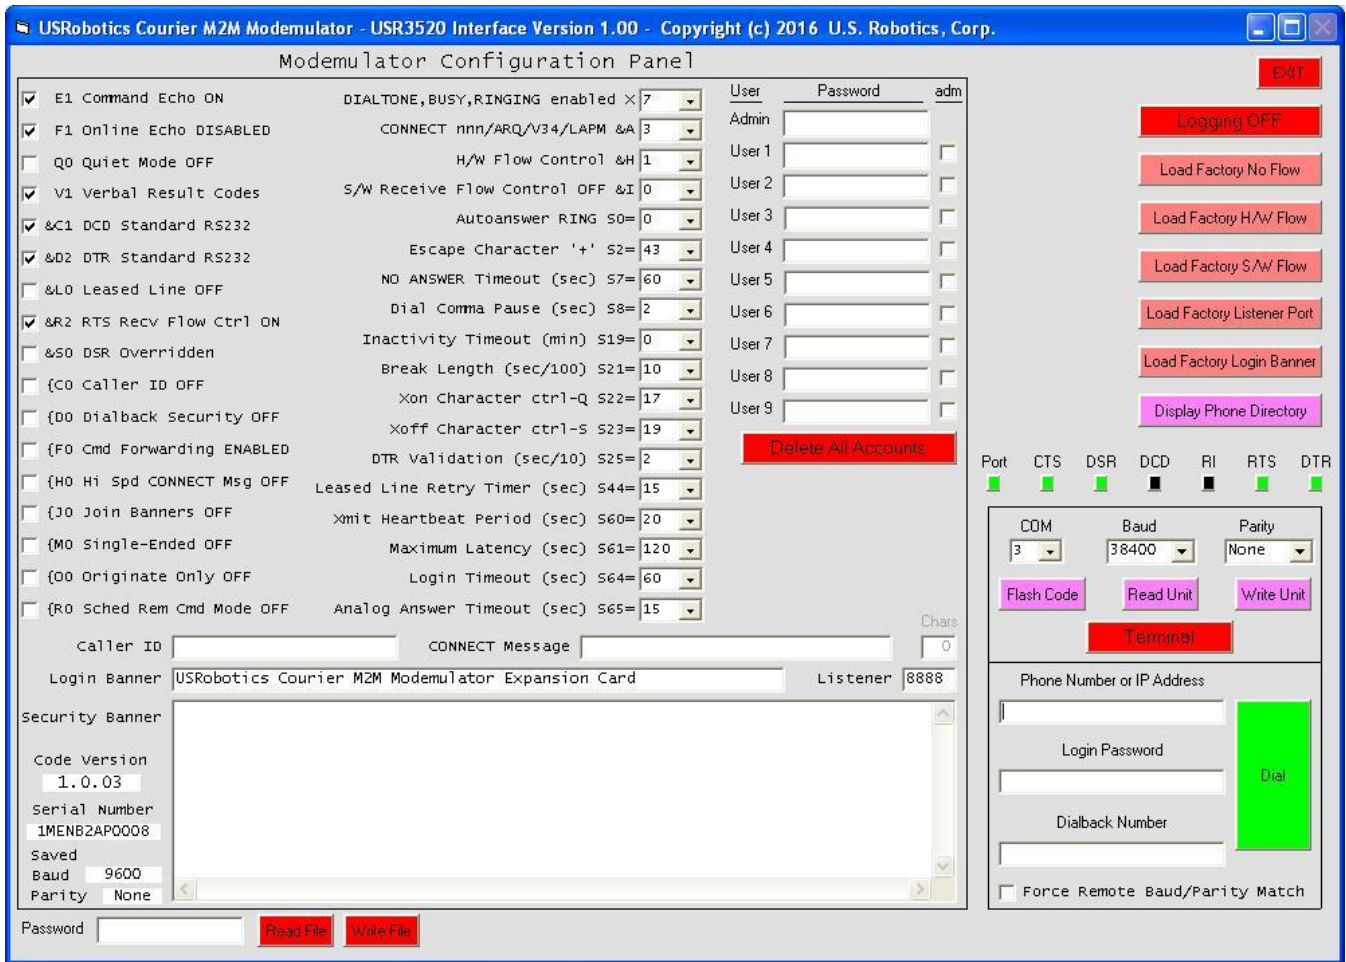 USRobotics Courier M2M Modemulator - USR3520 Interface Version 1.00 - Copyright (c) 2016 U.S. Robotics, Corp.
Modemulator Configuration Panel
E1 Command Echo ON
F1 Online Echo DISABLED
Q0 Quiet Mode OFF
V1 Verbal Result Codes
&C1 DCD Standard RS232
&D2 DTR Standard RS232
&L0 Leased Line OFF
&R2 RTS Recv Flow Ctrl ON
&S0 DSR Overridden
{C0 Caller ID OFF
{D0 Dialback Security OFF
{F0 Cmd Forwarding ENABLED
{H0 Hi Spd CONNECT Msg OFF
{J0 Join Banners OFF
{M0 Single-Ended OFF
{O0 Originate Only OFF
{R0 Sched Rem Cmd Mode OFF
DIALTONE,BUSY,RINGING enabled X 7
CONNECT nnn/ARQ/V34/LAPM &A 3
H/W Flow Control &H 1
S/W Receive Flow Control OFF &I 0
Autoanswer RING S0= 0
Escape Character '+' S2= 43
NO ANSWER Timeout (sec) S7= 60
Dial Comma Pause (sec) S8= 2
Inactivity Timeout (min) S19= 0
Break Length (sec/100) S21= 10
Xon Character ctrl-Q S22= 17
Xoff Character ctrl-S S23= 19
DTR Validation (sec/10) S25= 2
Leased Line Retry Timer (sec) S44= 15
Xmit Heartbeat Period (sec) S60= 20
Maximum Latency (sec) S61= 120
Login Timeout (sec) S64= 60
Analog Answer Timeout (sec) S65= 15
User Password adm
Admin
User 1
User 2
User 3
User 4
User 5
User 6
User 7
User 8
User 9
Delete All Accounts
Chars
Caller ID CONNECT Message 0
Login Banner USRobotics Courier M2M Modemulator Expansion Card Listener 8888
Security Banner
Code Version
1.0.03
Serial Number
1MENB2AP0008
Saved
Baud 9600
Parity None
Password Read File Write File
EXIT
Logging OFF
Load Factory No Flow
Load Factory H/W Flow
Load Factory S/W Flow
Load Factory Listener Port
Load Factory Login Banner
Display Phone Directory
Port CTS DSR DCD RI RTS DTR
COM Baud Parity
3 38400 None
Flash Code Read Unit Write Unit
Terminal
Phone Number or IP Address
Login Password
Dial
Dialback Number
Force Remote Baud/Parity Match